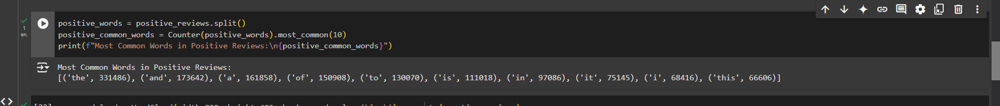 1
sn.
positive_words = positive_reviews.split()
positive_common_words = Counter(positive_words).most_common(10)
print(f"Most Common Words in Positive Reviews:\n{positive_common_words}")
Most Common Words in Positive Reviews:
[('the', 331486), ('and', 173642), ('a', 161858), ('of', 150908), ('to', 130070), ('is', 111018), ('in', 97086), ('it', 75145), ('i', 68416), ('this', 66606)]